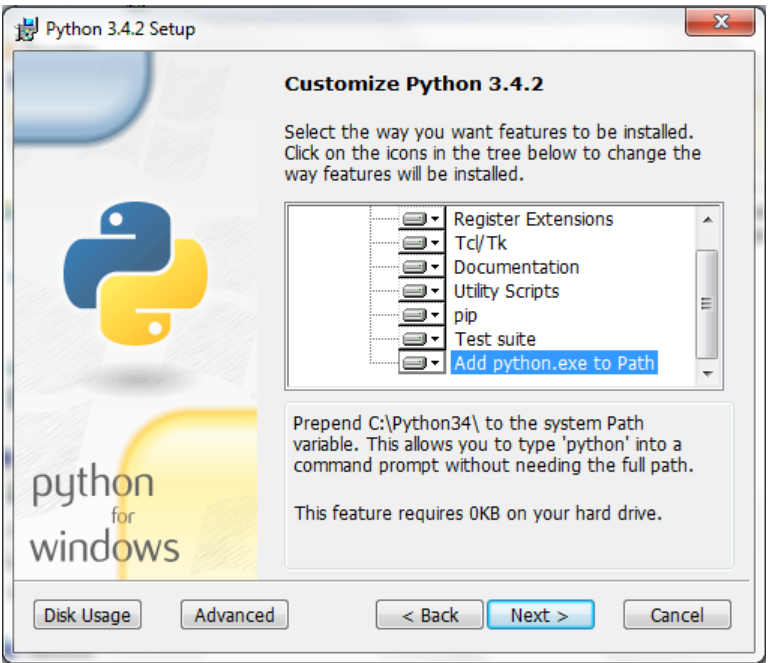 Python 3.4.2 Setup
Customize Python 3.4.2
Select the way you want features to be installed.
Click on the icons in the tree below to change the
way features will be installed.
Register Extensions
Tcl/Tk
Documentation
Utility Scripts
pip
Test suite
Add python.exe to Path
Prepend C:\Python34\ to the system Path
variable. This allows you to type 'python' into a
command prompt without needing the full path.
This feature requires 0KB on your hard drive.
python
for
windows
Disk Usage
Advanced
< Back
Next >
Cancel